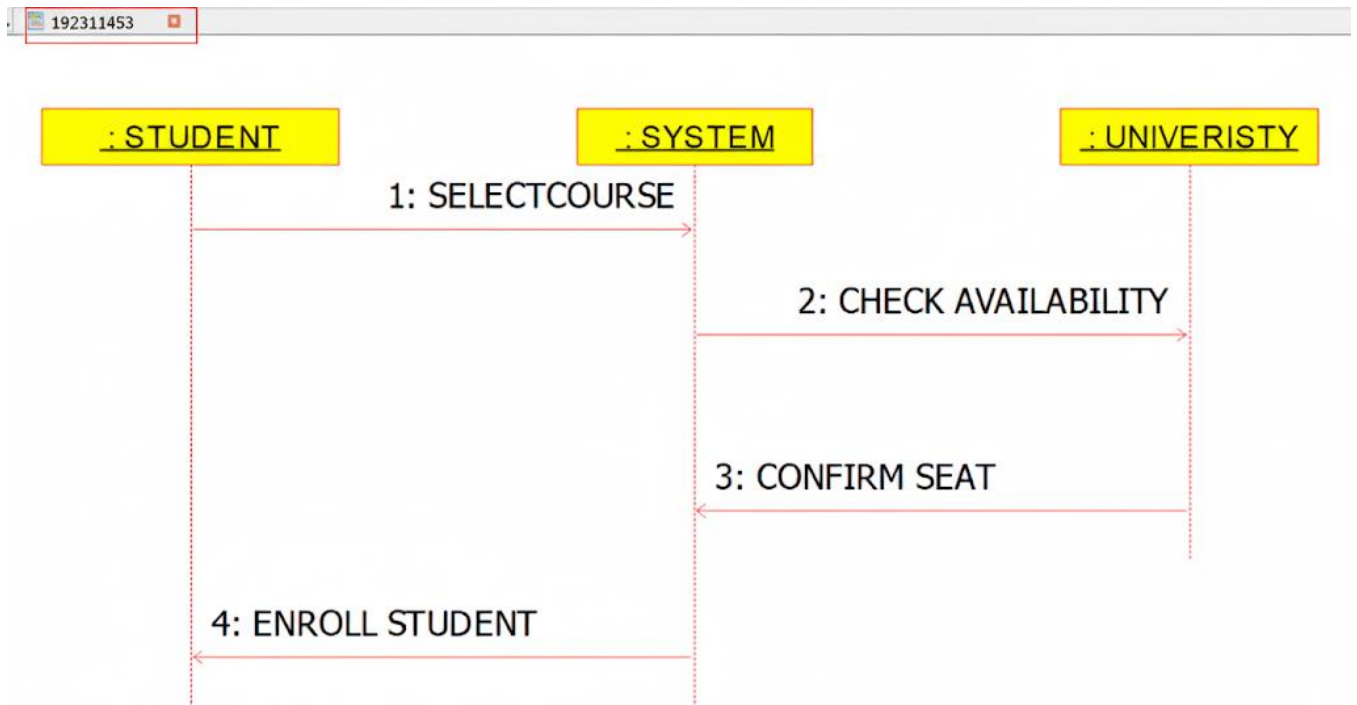 192311453
: STUDENT
: SYSTEM
: UNIVERISTY
1: SELECTCOURSE
2: CHECK AVAILABILITY
3: CONFIRM SEAT
4: ENROLL STUDENT